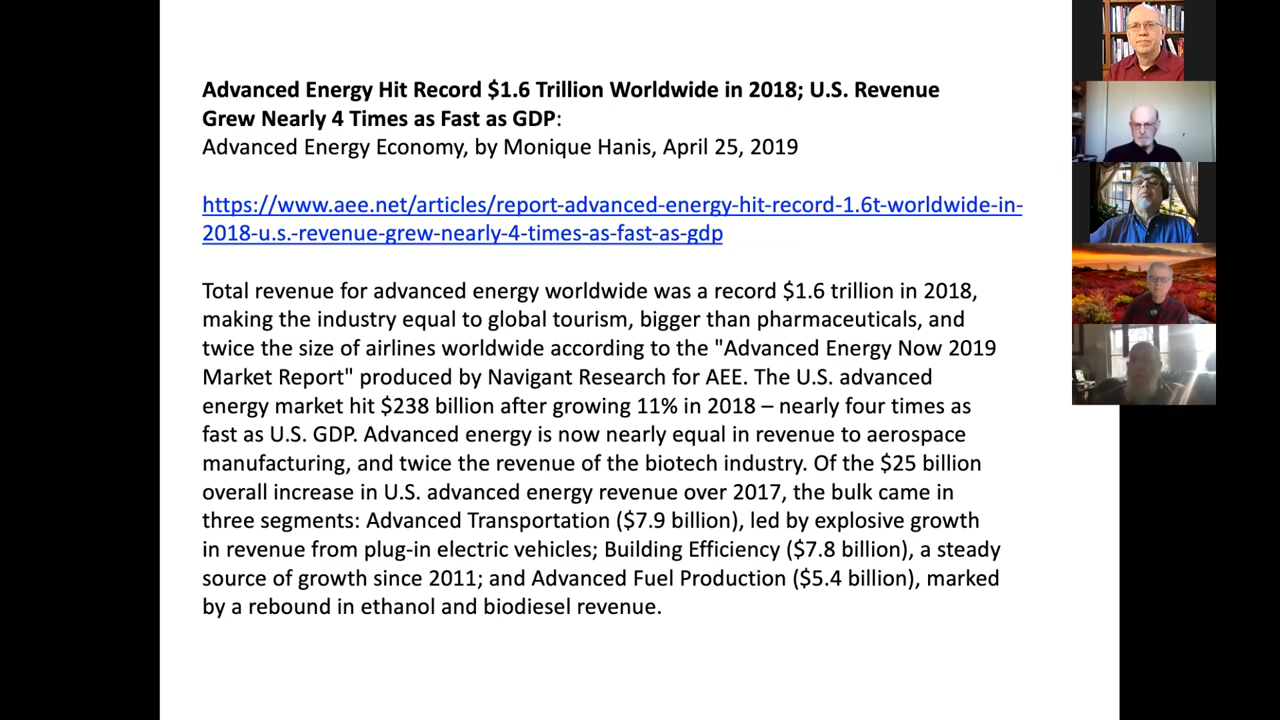 Advanced Energy Hit Record $1.6 Trillion Worldwide in 2018; U.S. Revenue
Grew Nearly 4 Times as Fast as GDP:
Advanced Energy Economy, by Monique Hanis, April 25, 2019
https://www.aee.net/articles/report-advanced-energy-hit-record-1.6t-worldwide-in-
2018-u.s.-revenue-grew-nearly-4-times-as-fast-as-gdp
Total revenue for advanced energy worldwide was a record $1.6 trillion in 2018,
making the industry equal to global tourism, bigger than pharmaceuticals, and
twice the size of airlines worldwide according to the "Advanced Energy Now 2019
Market Report" produced by Navigant Research for AEE. The U.S. advanced
energy market hit $238 billion after growing 11% in 2018 – nearly four times as
fast as U.S. GDP. Advanced energy is now nearly equal in revenue to aerospace
manufacturing, and twice the revenue of the biotech industry. Of the $25 billion
overall increase in U.S. advanced energy revenue over 2017, the bulk came in
three segments: Advanced Transportation ($7.9 billion), led by explosive growth
in revenue from plug-in electric vehicles; Building Efficiency ($7.8 billion), a steady
source of growth since 2011; and Advanced Fuel Production ($5.4 billion), marked
by a rebound in ethanol and biodiesel revenue.